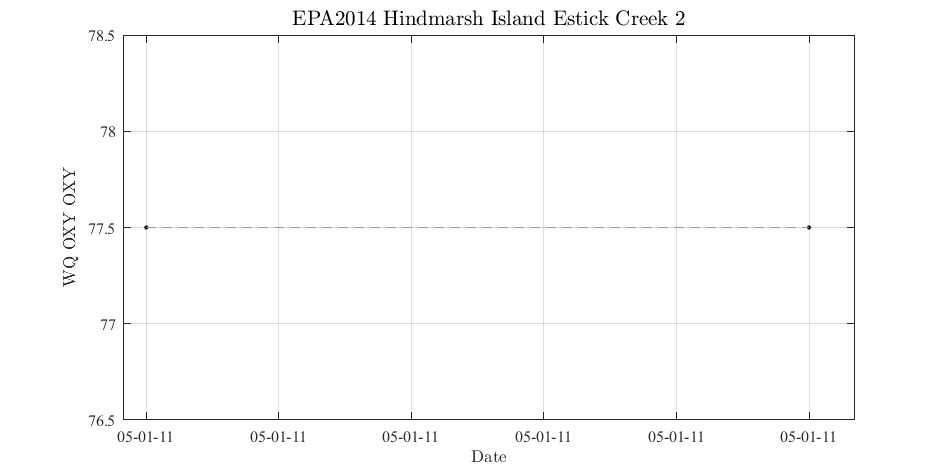 EPA2014 Hindmarsh Island Estick Creek 2
78.5
78
77.5
77
76.5
WQ OXY OXY
05-01-11 05-01-11 05-01-11 05-01-11 05-01-11 05-01-11
Date